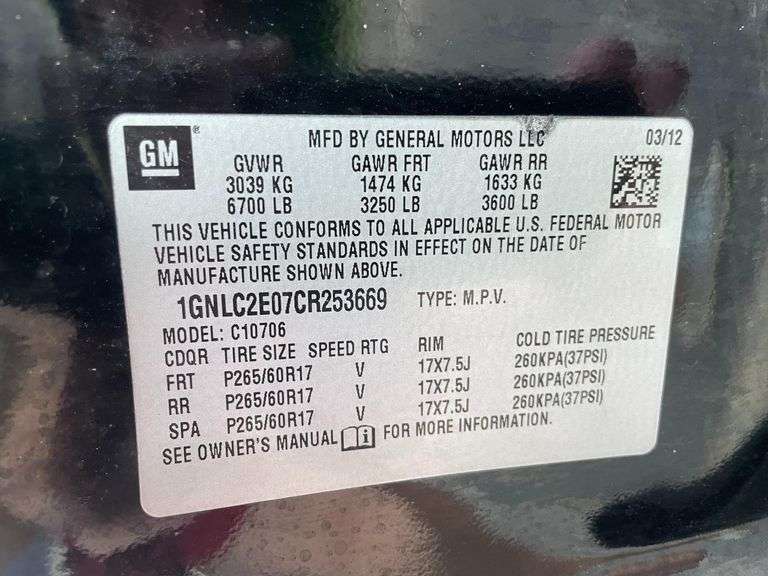 GM® MFD BY GENERAL MOTORS LLC 03/12
GVWR GAWR FRT GAWR RR
3039 KG 1474 KG 1633 KG
6700 LB 3250 LB 3600 LB
THIS VEHICLE CONFORMS TO ALL APPLICABLE U.S. FEDERAL MOTOR
VEHICLE SAFETY STANDARDS IN EFFECT ON THE DATE OF
MANUFACTURE SHOWN ABOVE.
1GNLC2E07CR253669 TYPE: M.P.V.
MODEL: C10706
CDQR TIRE SIZE SPEED RTG RIM COLD TIRE PRESSURE
FRT P265/60R17 V 17X7.5J 260KPA(37PSI)
RR P265/60R17 V 17X7.5J 260KPA(37PSI)
SPA P265/60R17 V 17X7.5J 260KPA(37PSI)
SEE OWNER'S MANUAL FOR MORE INFORMATION.